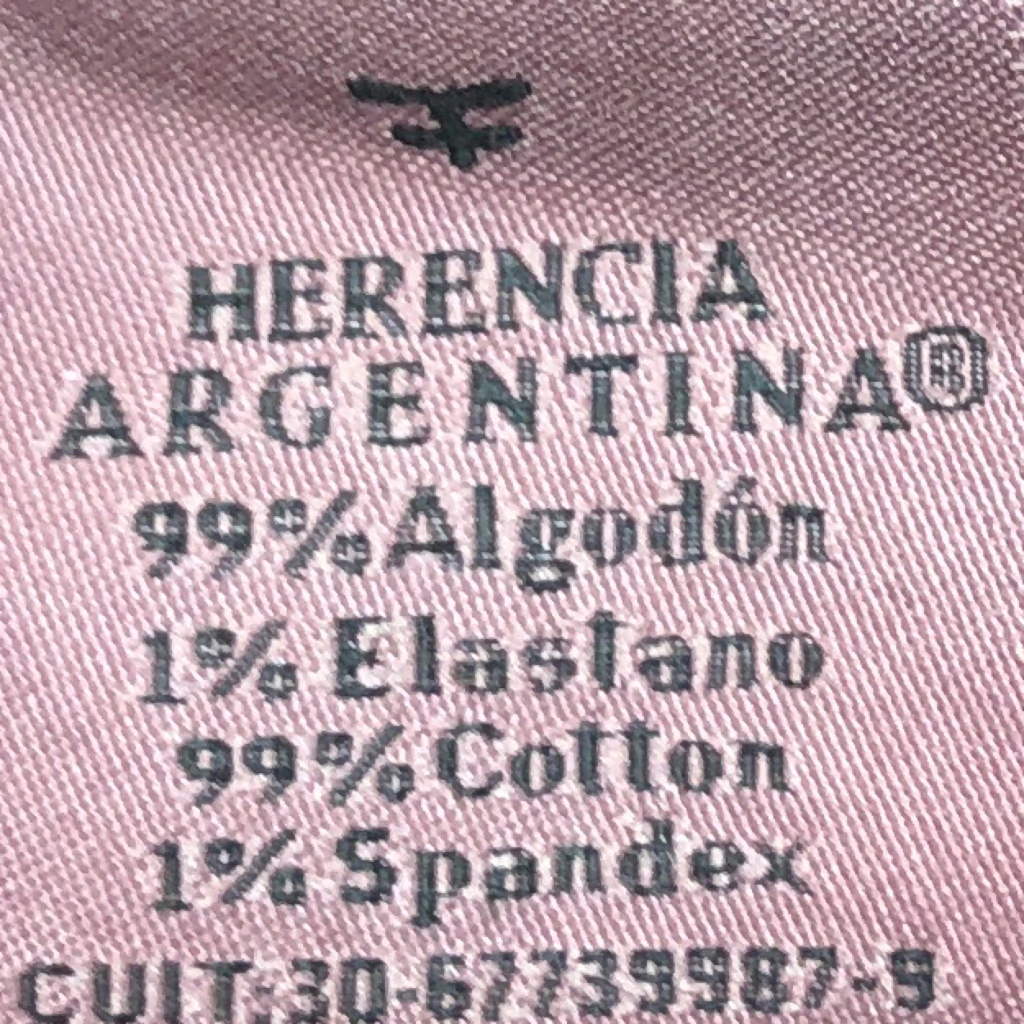 HERENCIA
ARGENTINA®
99% Algodón
1% Elastano
99% Cotton
1% Spandex
CUIT:30-67739987-9